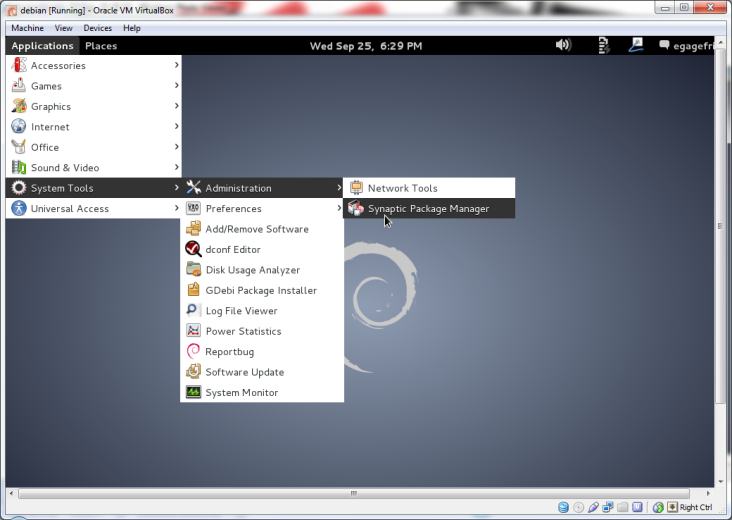 debian [Running] - Oracle VM VirtualBox
Machine View Devices Help
Applications Places Wed Sep 25, 6:29 PM egagefri
Accessories
Games
Graphics
Internet
Office
Sound & Video
System Tools
Universal Access
Administration
Preferences
Add/Remove Software
dconf Editor
Disk Usage Analyzer
GDebi Package Installer
Log File Viewer
Power Statistics
Reportbug
Software Update
System Monitor
Network Tools
Synaptic Package Manager
Right Ctrl